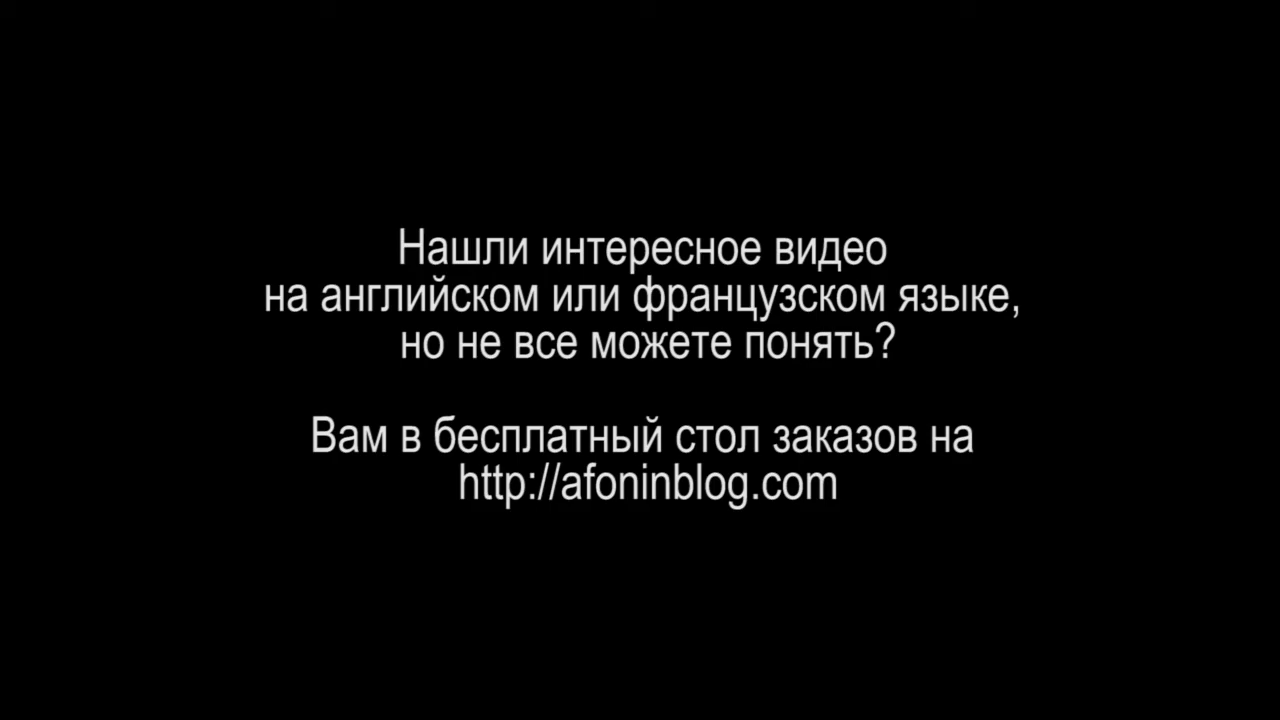 Нашли интересное видео
на английском или французском языке,
но не все можете понять?
Вам в бесплатный стол заказов на
http://afoninblog.com